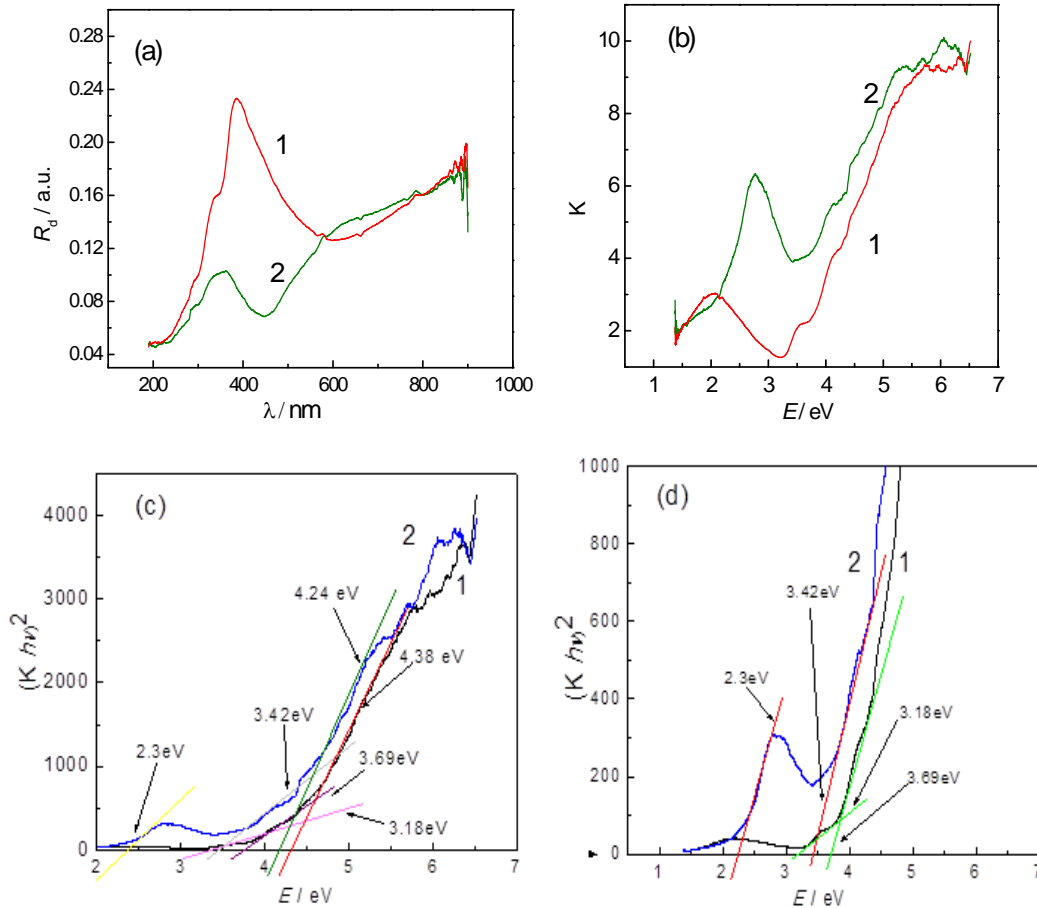 (a)
R_d / a.u.
0.28
0.24
0.20
0.16
0.12
0.08
0.04
1
2
200 400 600 800 1000
λ / nm
(b)
K
10
8
6
4
2
2
1
1 2 3 4 5 6 7
E / eV
(c)
(K hν)^2
4000
3000
2000
1000
0
2
1
4.24 eV
4.38 eV
3.42eV
3.69eV
2.3eV
3.18eV
2 3 4 5 6 7
E / eV
(d)
(K hν)^2
1000
800
600
400
200
0
2 1
3.42eV
2.3eV
3.18eV
3.69eV
1 2 3 4 5 6 7
E / eV